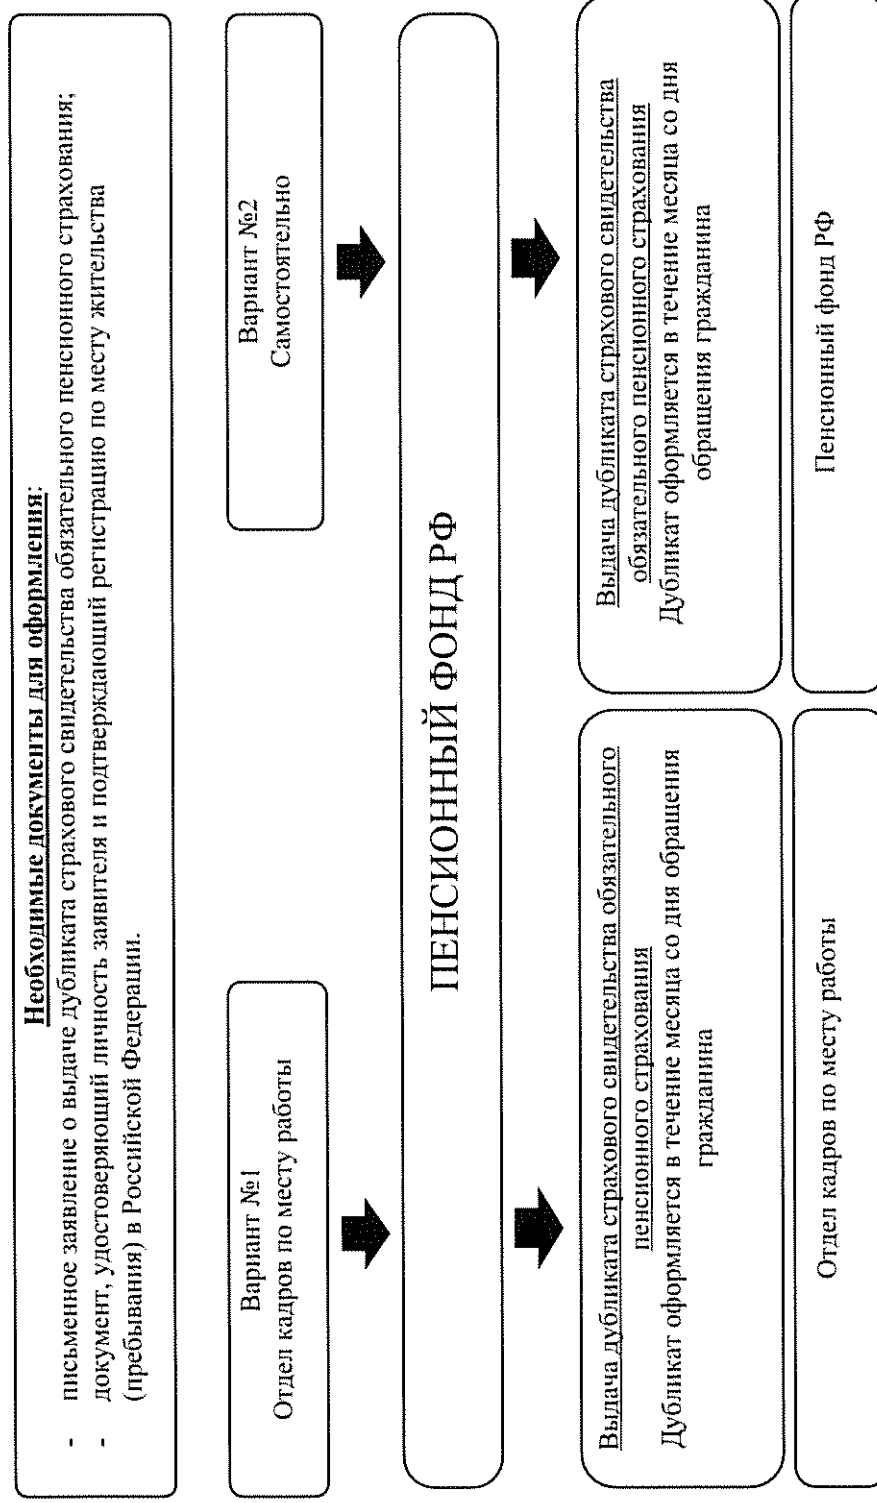 Необходимые документы для оформления:
- письменное заявление о выдаче дубликата страхового свидетельства обязательного пенсионного страхования;
- документ, удостоверяющий личность заявителя и подтверждающий регистрацию по месту жительства
(пребывания) в Российской Федерации.
Вариант №1
Отдел кадров по месту работы
Вариант №2
Самостоятельно
ПЕНСИОННЫЙ ФОНД РФ
Выдача дубликата страхового свидетельства обязательного
пенсионного страхования
Дубликат оформляется в течение месяца со дня обращения
гражданина
Выдача дубликата страхового свидетельства
обязательного пенсионного страхования
Дубликат оформляется в течение месяца со дня
обращения гражданина
Отдел кадров по месту работы
Пенсионный фонд РФ